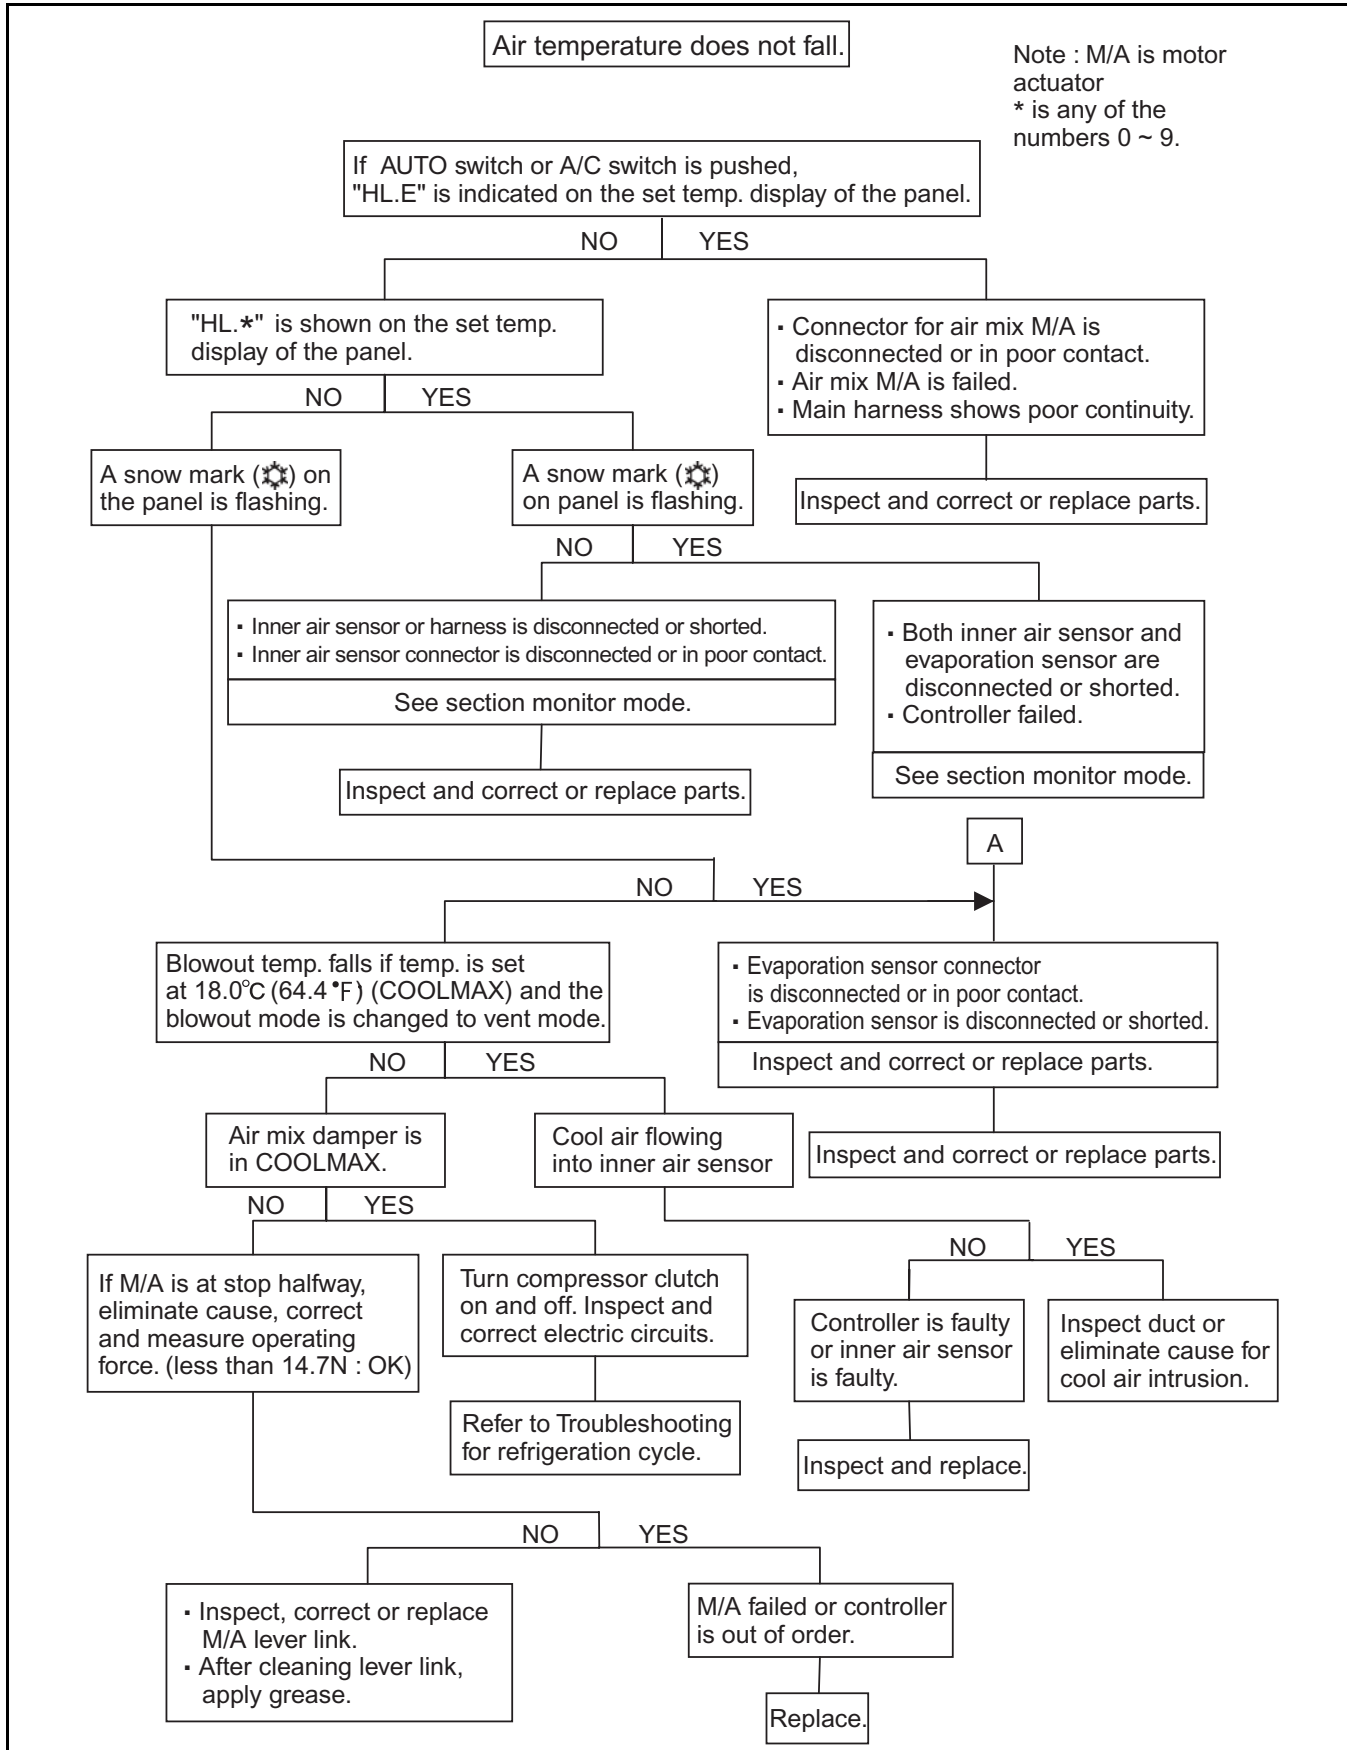 Air temperature does not fall.
Note : M/A is motor
actuator
* is any of the
numbers 0 ~ 9.
If AUTO switch or A/C switch is pushed,
"HL.E" is indicated on the set temp. display of the panel.
NO YES
"HL.*" is shown on the set temp.
display of the panel.
· Connector for air mix M/A is
disconnected or in poor contact.
· Air mix M/A is failed.
· Main harness shows poor continuity.
NO YES
A snow mark (❄) on
the panel is flashing.
A snow mark (❄)
on panel is flashing.
Inspect and correct or replace parts.
NO YES
· Inner air sensor or harness is disconnected or shorted.
· Inner air sensor connector is disconnected or in poor contact.
See section monitor mode.
· Both inner air sensor and
evaporation sensor are
disconnected or shorted.
· Controller failed.
See section monitor mode.
Inspect and correct or replace parts.
A
NO YES
Blowout temp. falls if temp. is set
at 18.0°C (64.4°F) (COOLMAX) and the
blowout mode is changed to vent mode.
· Evaporation sensor connector
is disconnected or in poor contact.
· Evaporation sensor is disconnected or shorted.
Inspect and correct or replace parts.
NO YES
Air mix damper is
in COOLMAX.
Cool air flowing
into inner air sensor
Inspect and correct or replace parts.
NO YES
NO YES
If M/A is at stop halfway,
eliminate cause, correct
and measure operating
force. (less than 14.7N : OK)
Turn compressor clutch
on and off. Inspect and
correct electric circuits.
Controller is faulty
or inner air sensor
is faulty.
Inspect duct or
eliminate cause for
cool air intrusion.
Refer to Troubleshooting
for refrigeration cycle.
Inspect and replace.
NO YES
· Inspect, correct or replace
M/A lever link.
· After cleaning lever link,
apply grease.
M/A failed or controller
is out of order.
Replace.